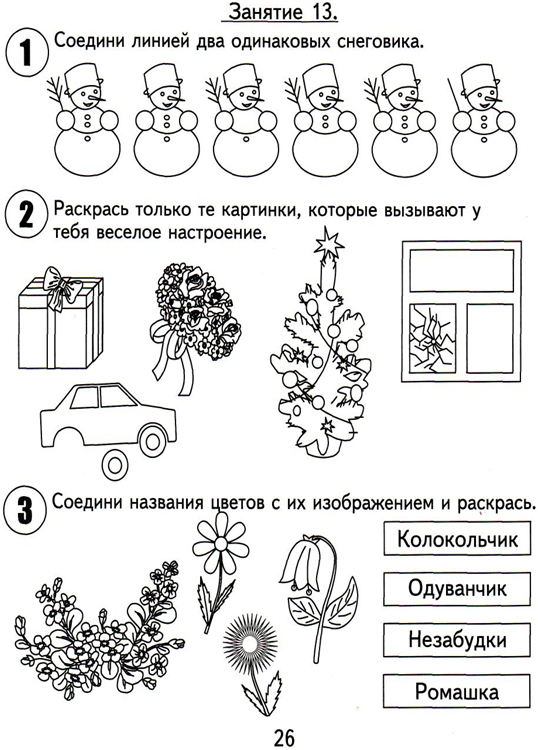 Занятие 13.
1 Соедини линией два одинаковых снеговика.
2 Раскрась только те картинки, которые вызывают у
тебя веселое настроение.
3 Соедини названия цветов с их изображением и раскрась.
Колокольчик
Одуванчик
Незабудки
Ромашка
26